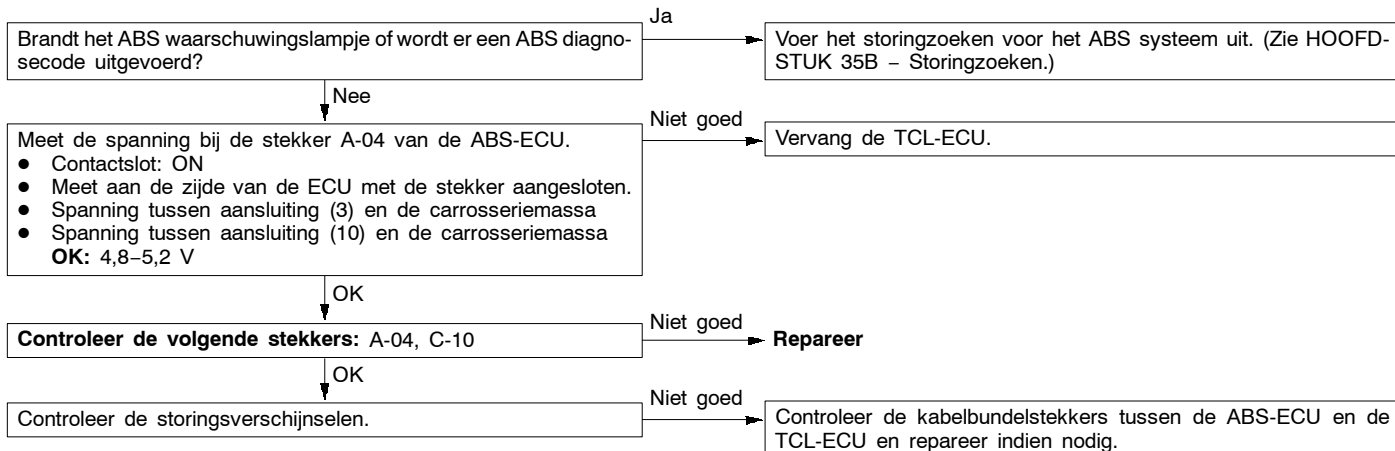 Brandt het ABS waarschuwingslampje of wordt er een ABS diagno-
secode uitgevoerd?
Ja
Voer het storingzoeken voor het ABS systeem uit. (Zie HOOFD-
STUK 35B – Storingzoeken.)
Nee
Meet de spanning bij de stekker A-04 van de ABS-ECU.
● Contactslot: ON
● Meet aan de zijde van de ECU met de stekker aangesloten.
● Spanning tussen aansluiting (3) en de carrosseriemassa
● Spanning tussen aansluiting (10) en de carrosseriemassa
OK: 4,8–5,2 V
Niet goed
Vervang de TCL-ECU.
OK
Controleer de volgende stekkers: A-04, C-10
Niet goed
Repareer
OK
Controleer de storingsverschijnselen.
Niet goed
Controleer de kabelbundelstekkers tussen de ABS-ECU en de
TCL-ECU en repareer indien nodig.